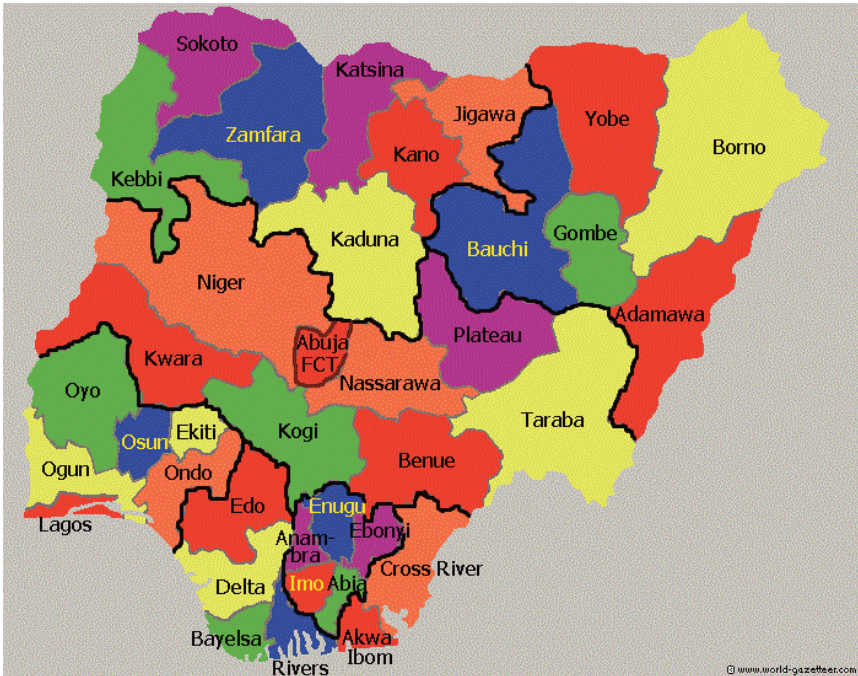 Sokoto
Katsina
Jigawa
Yobe
Zamfara
Kano
Borno
Kebbi
Kaduna
Gombe
Bauchi
Niger
Adamawa
Plateau
Abuja
FCT
Kwara
Nassarawa
Oyo
Taraba
Kogi
Ekiti
Osun
Benue
Ogun
Ondo
Edo
Enugu
Lagos
Ebonyi
Anam-
bra
Cross River
Imo
Abia
Delta
Bayelsa
Akwa
Ibom
Rivers
© www.world-gazetteer.com